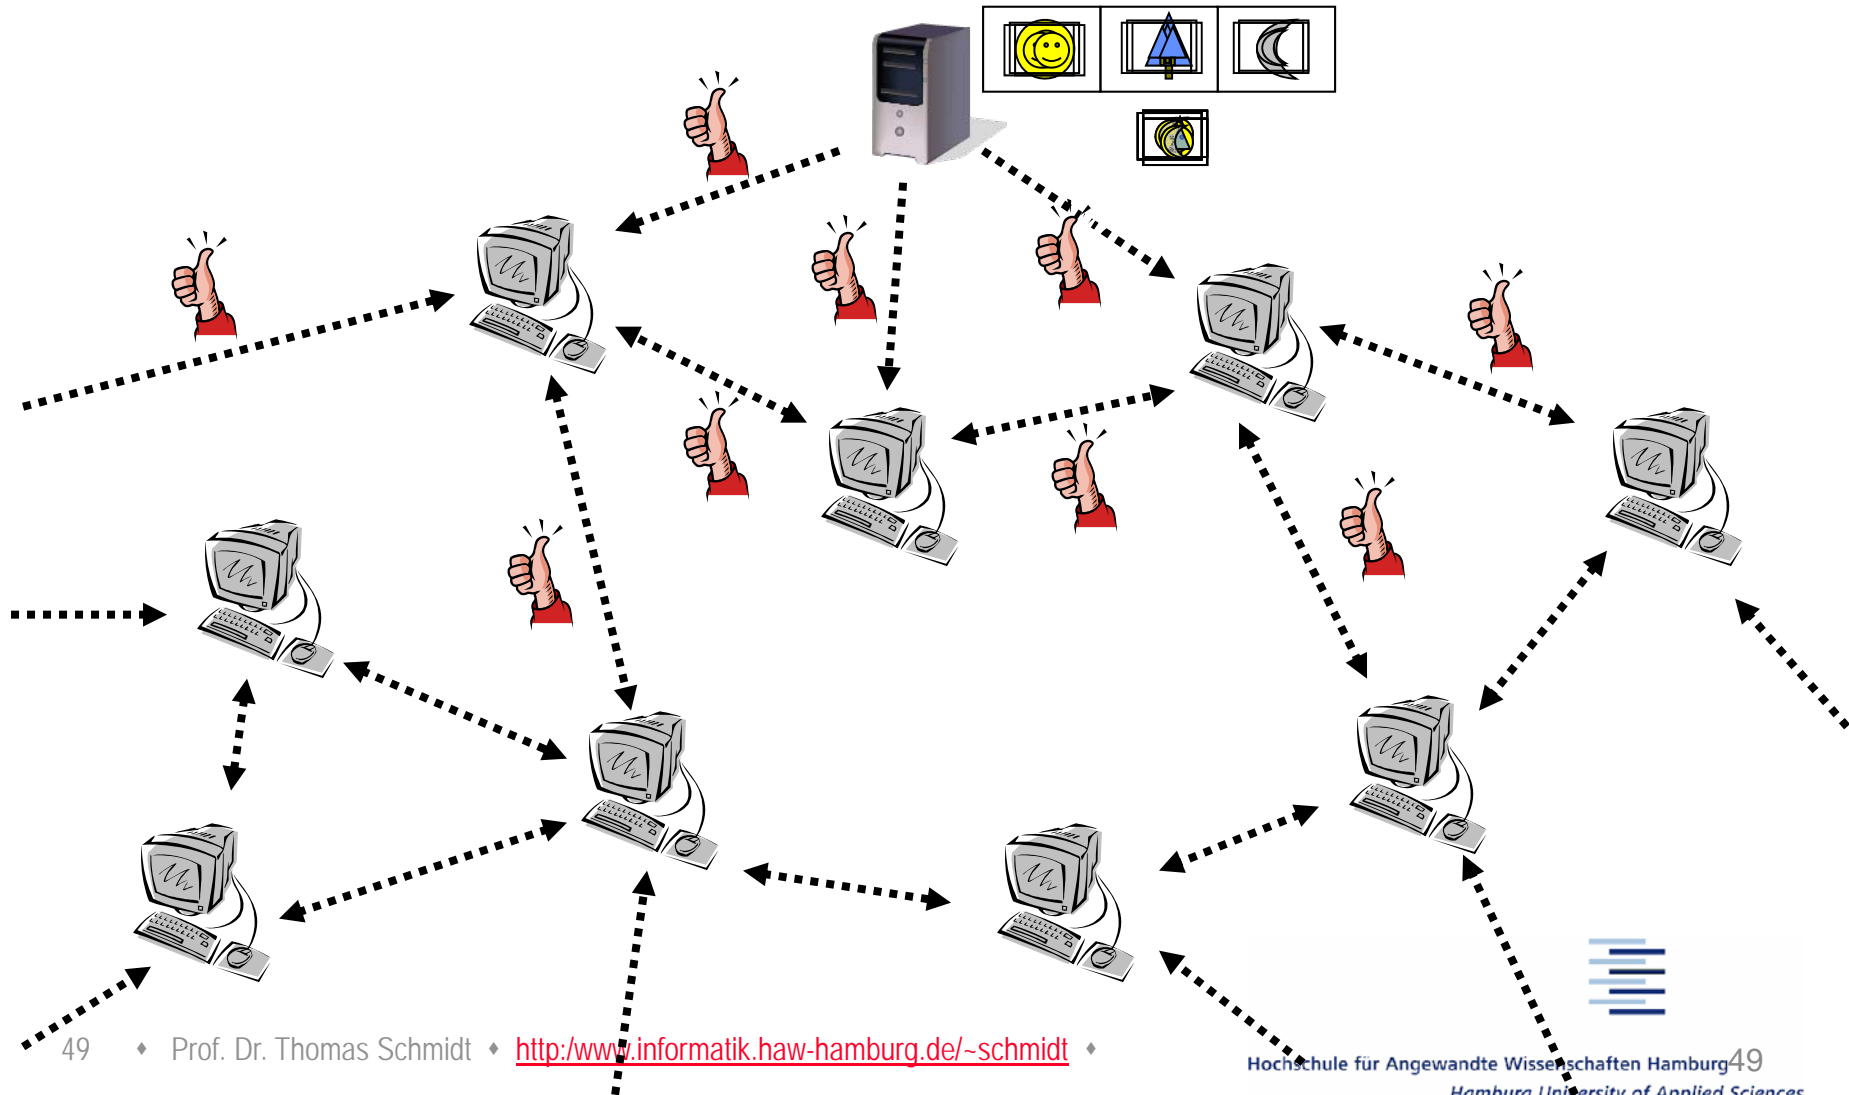 49 ♦ Prof. Dr. Thomas Schmidt ♦ http:/www.informatik.haw-hamburg.de/~schmidt ♦
Hochschule für Angewandte Wissenschaften Hamburg 49
Hamburg University of Applied Sciences